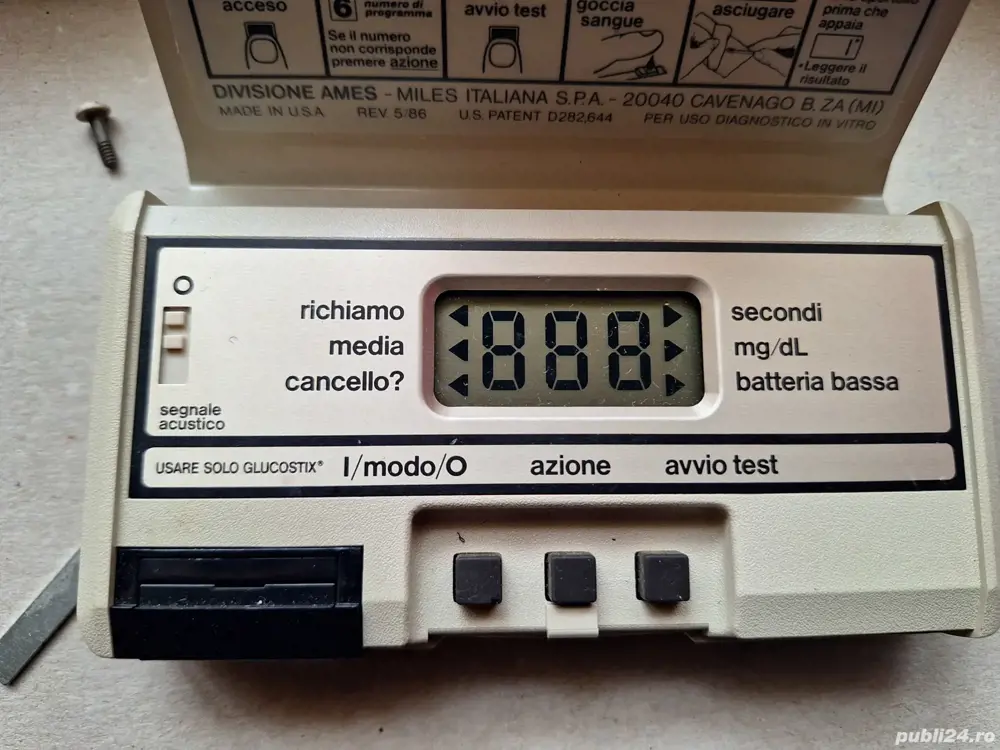 acceso
6 numero di
programma
Se il numero
non corrisponde
premere azione
avvio test
goccia
sangue
asciugare
prima che
appaia
1"
•Leggere il
risultato
DIVISIONE AMES - MILES ITALIANA S.P.A. - 20040 CAVENAGO B. ZA (MI)
MADE IN U.S.A REV. 5/86 U.S. PATENT D282,644 PER USO DIAGNOSTICO IN VITRO
richiamo
media
cancello?
888
secondi
mg/dL
batteria bassa
segnale
acustico
USARE SOLO GLUCOSTIX® I/modo/O azione avvio test
publi24.ro